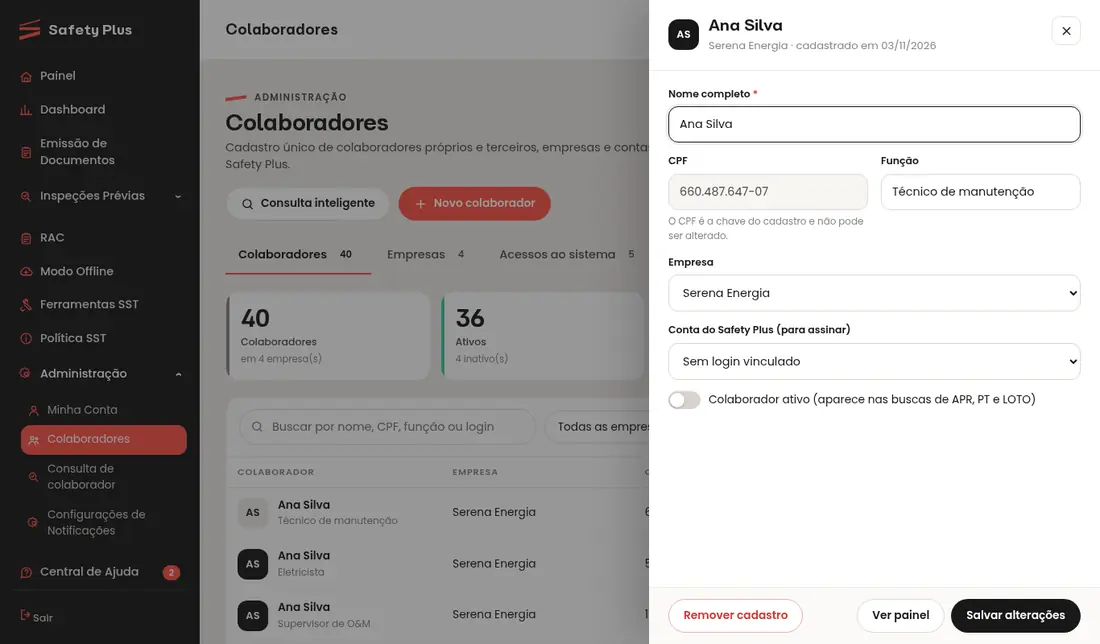 Safety Plus
Painel
Dashboard
Emissão de
Documentos
Inspeções Prévias
RAC
Modo Offline
Ferramentas SST
Política SST
Administração
Minha Conta
Colaboradores
Consulta de
colaborador
Configurações de
Notificações
Central de Ajuda 2
Sair
Colaboradores
ADMINISTRAÇÃO
Colaboradores
Cadastro único de colaboradores próprios e terceiros, empresas e contas
Safety Plus.
Consulta inteligente
+ Novo colaborador
Colaboradores 40 Empresas 4 Acessos ao sistema 5
40
Colaboradores
em 4 empresa(s)
36
Ativos
4 inativo(s)
Buscar por nome, CPF, função ou login
Todas as empre
COLABORADOR EMPRESA
AS Ana Silva
Técnico de manutenção
Serena Energia 6
AS Ana Silva
Eletricista
Serena Energia 5
AS Ana Silva
Supervisor de O&M
Serena Energia 1
AS Ana Silva
Serena Energia · cadastrado em 03/11/2026
Nome completo *
Ana Silva
CPF Função
660.487.647-07 Técnico de manutenção
O CPF é a chave do cadastro e não pode
ser alterado.
Empresa
Serena Energia
Conta do Safety Plus (para assinar)
Sem login vinculado
Colaborador ativo (aparece nas buscas de APR, PT e LOTO)
Remover cadastro Ver painel Salvar alterações